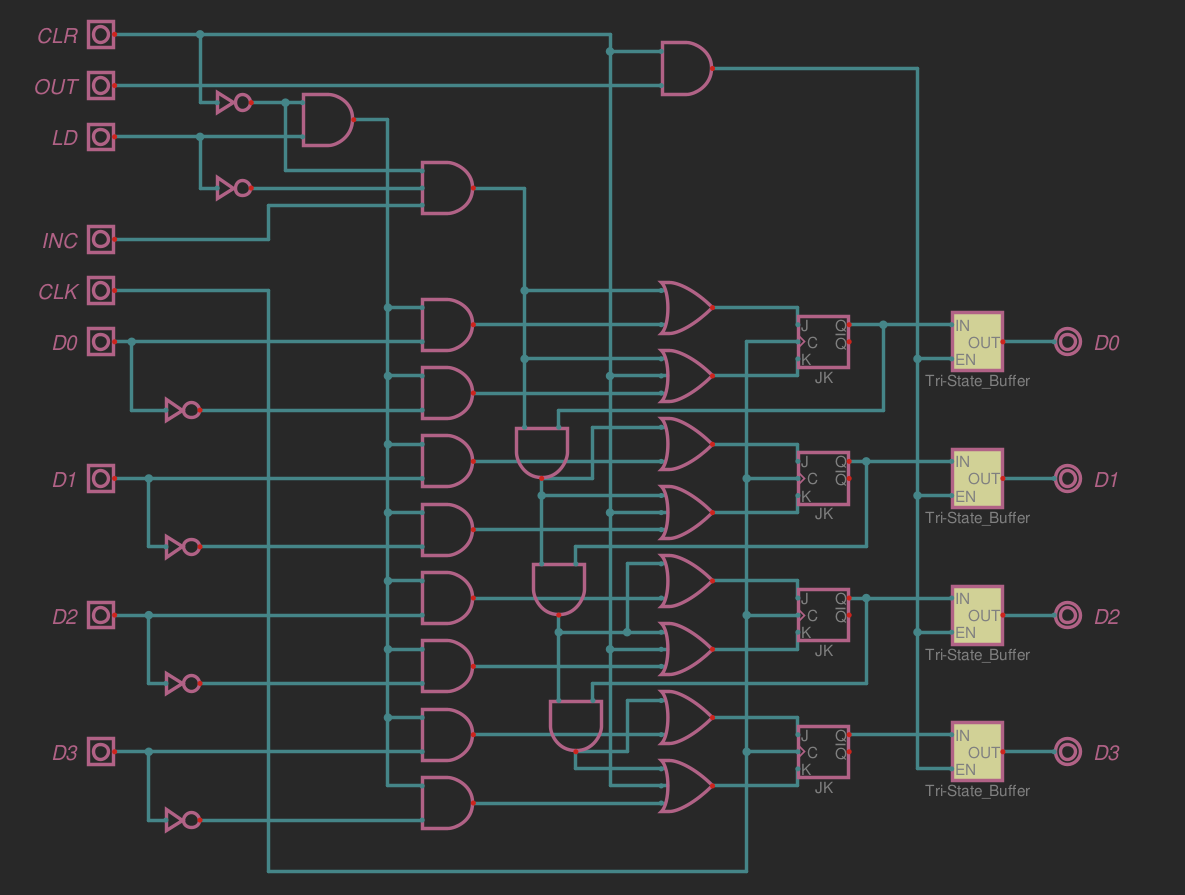 CLR
OUT
LD
INC
CLK
D0
J Q
C Q
K
JK
IN
OUT
EN
Tri-State_Buffer
D0
D1
J Q
C Q
K
JK
IN
OUT
EN
Tri-State_Buffer
D1
D2
J Q
C Q
K
JK
IN
OUT
EN
Tri-State_Buffer
D2
D3
J Q
C Q
K
JK
IN
OUT
EN
Tri-State_Buffer
D3